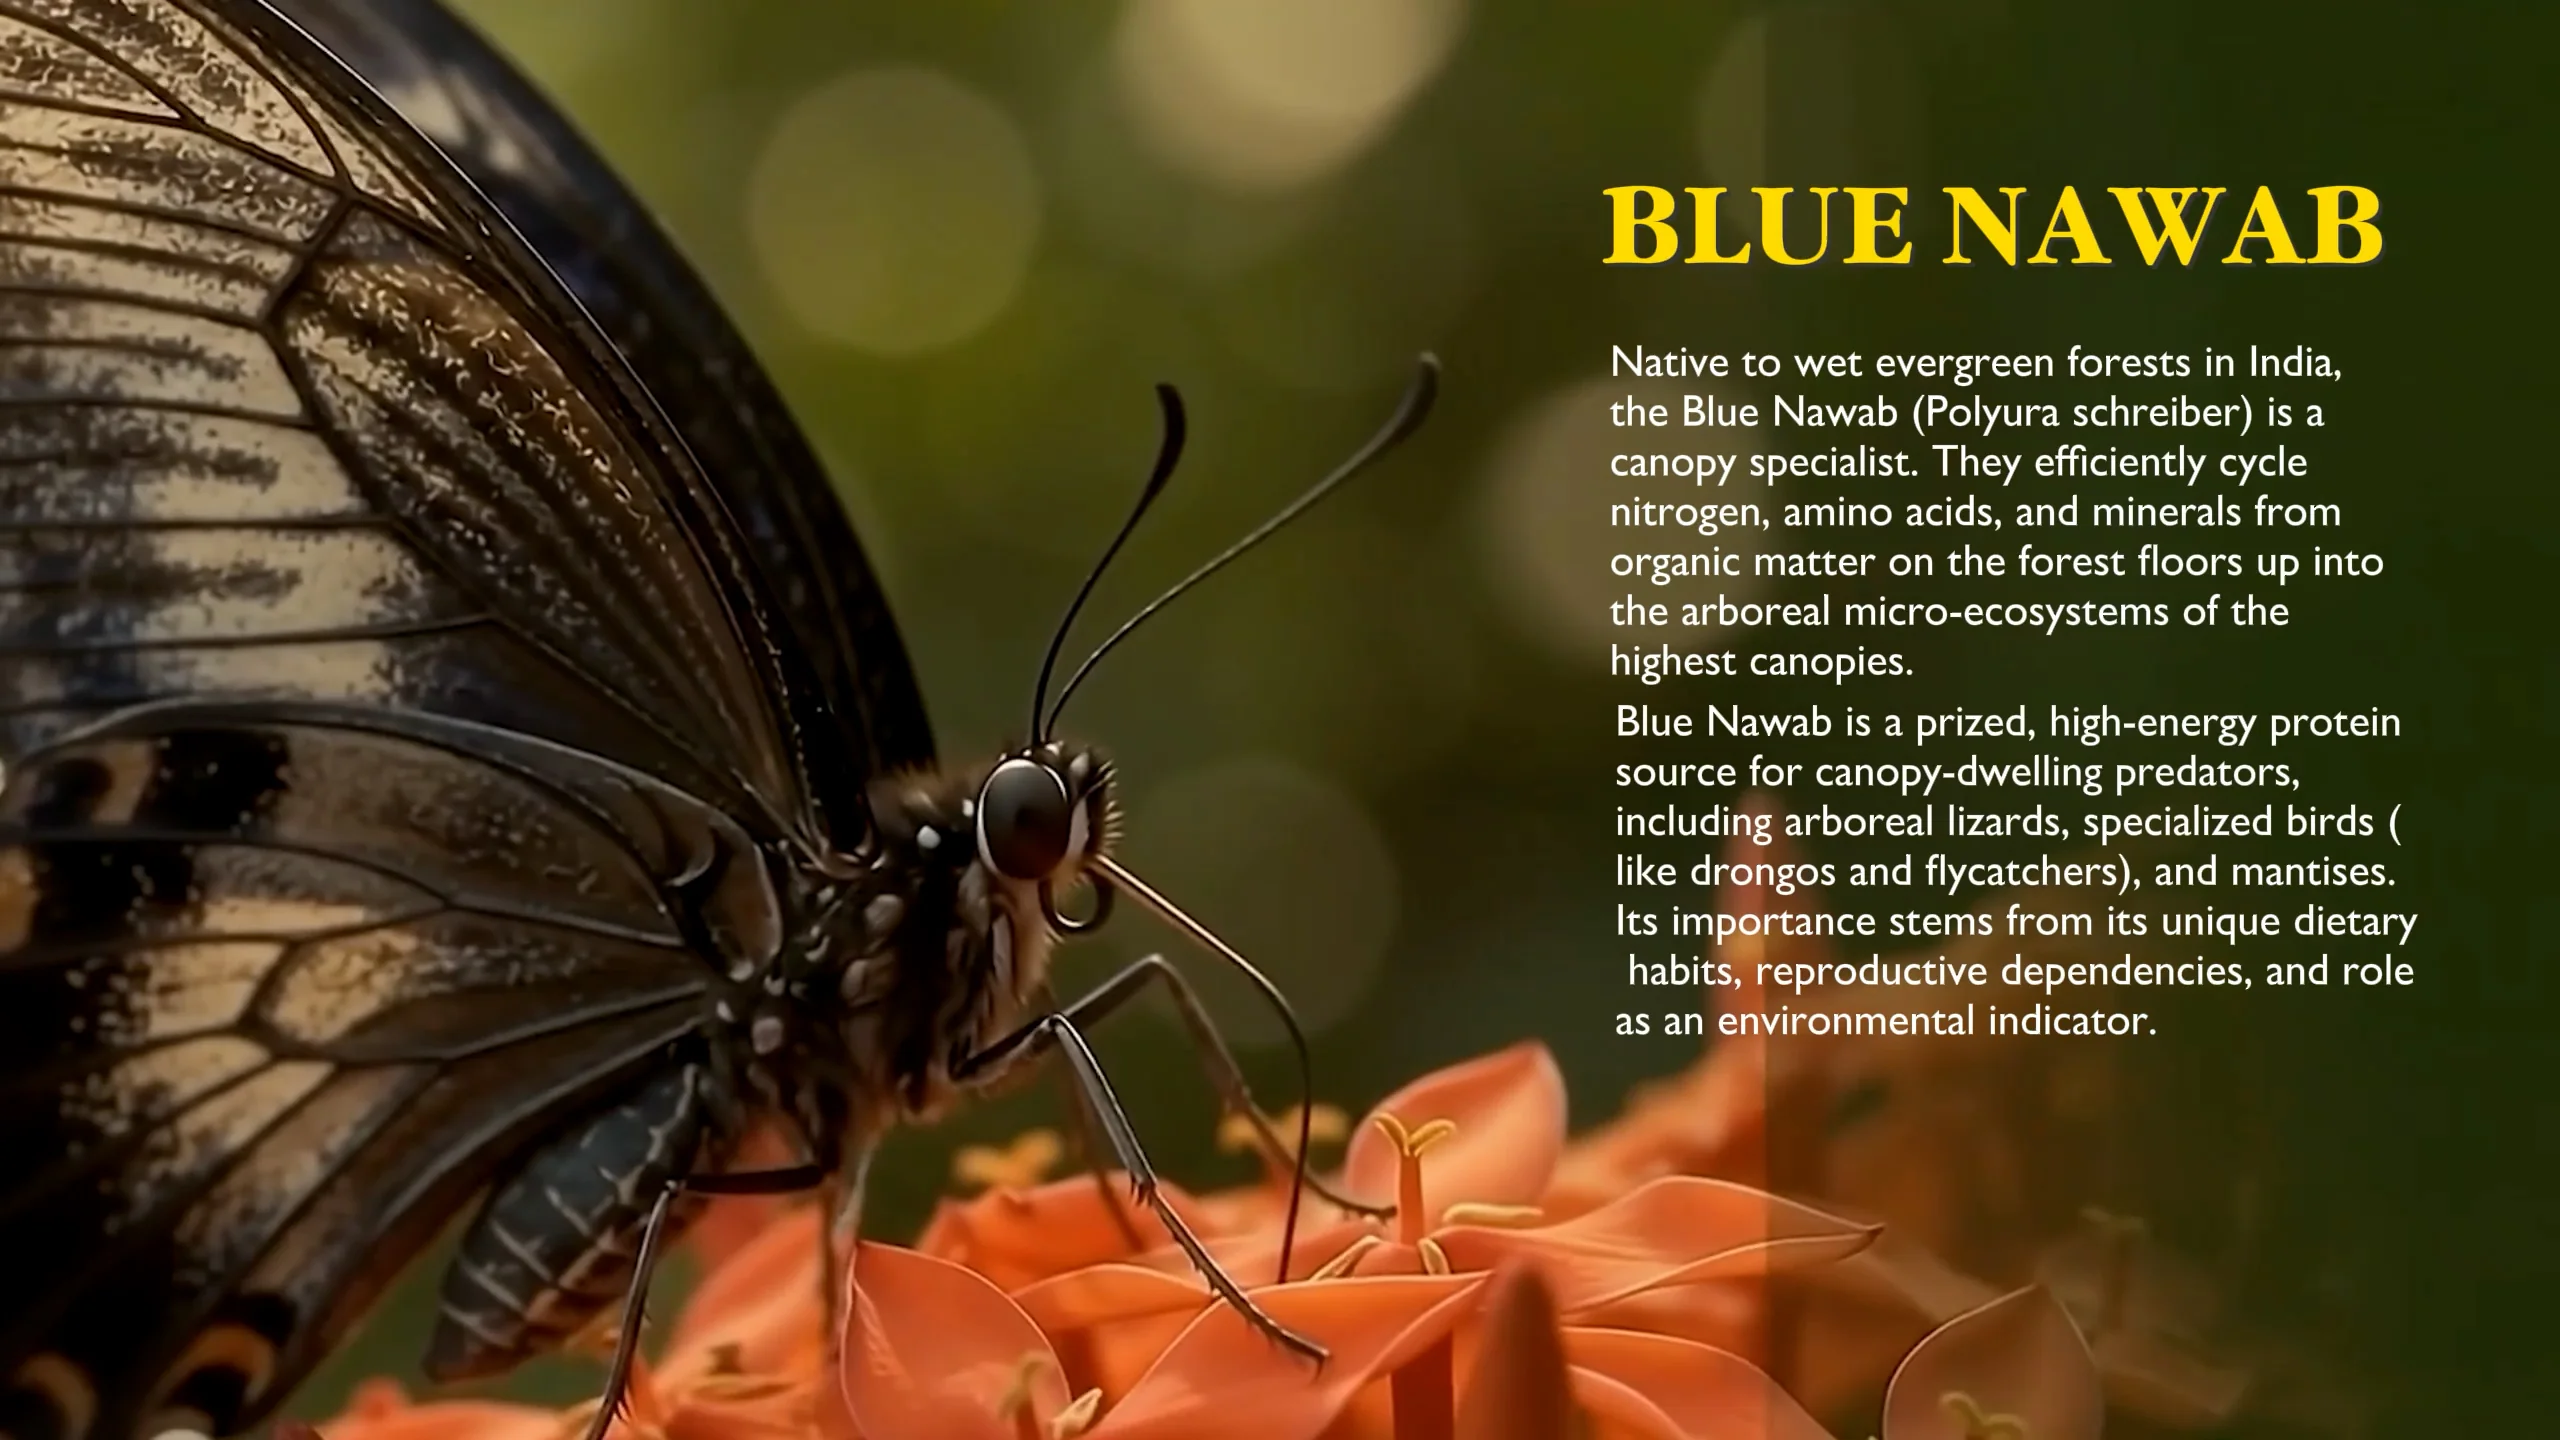 BLUE NAWAB
Native to wet evergreen forests in India,
the Blue Nawab (Polyura schreiber) is a
canopy specialist. They efficiently cycle
nitrogen, amino acids, and minerals from
organic matter on the forest floors up into
the arboreal micro-ecosystems of the
highest canopies.
Blue Nawab is a prized, high-energy protein
source for canopy-dwelling predators,
including arboreal lizards, specialized birds (
like drongos and flycatchers), and mantises.
Its importance stems from its unique dietary
habits, reproductive dependencies, and role
as an environmental indicator.